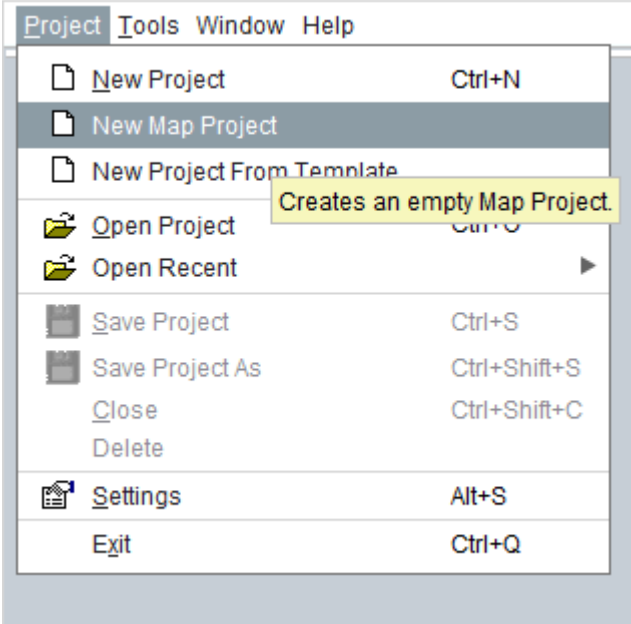 Project Tools Window Help
New Project Ctrl+N
New Map Project
New Project From Template
Creates an empty Map Project.
Open Project Ctrl+O
Open Recent
Save Project Ctrl+S
Save Project As Ctrl+Shift+S
Close Ctrl+Shift+C
Delete
Settings Alt+S
Exit Ctrl+Q